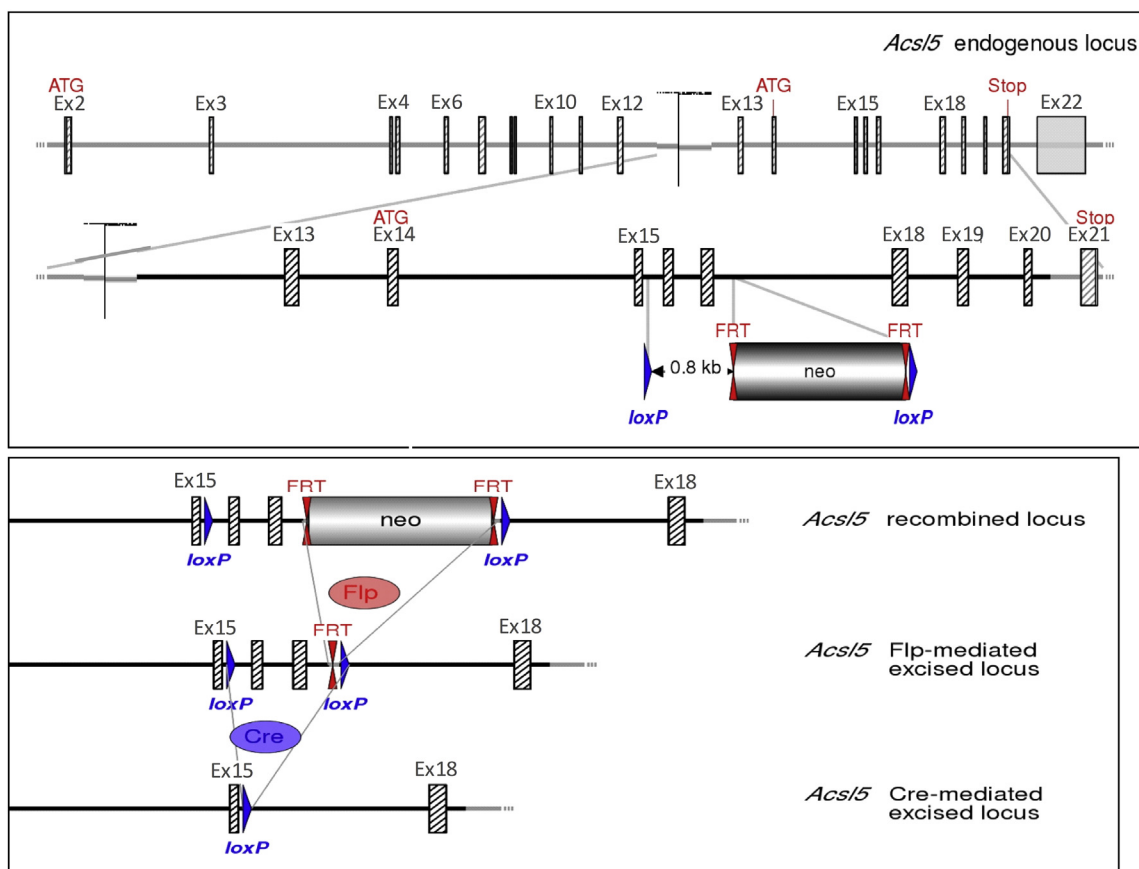 Acsl5 endogenous locus
ATG ATG Stop
Ex2 Ex3 Ex4 Ex6 Ex10 Ex12 Ex13 Ex15 Ex18 Ex22
ATG Stop
Ex13 Ex14 Ex15 Ex18 Ex19 Ex20 Ex21
FRT FRT
0.8 kb neo
loxP loxP
Ex15 FRT FRT Ex18
neo Acsl5 recombined locus
loxP loxP
Flp
Ex15 FRT Ex18
Acsl5 Flp-mediated
excised locus
loxP loxP
Cre
Ex15 Ex18
Acsl5 Cre-mediated
excised locus
loxP